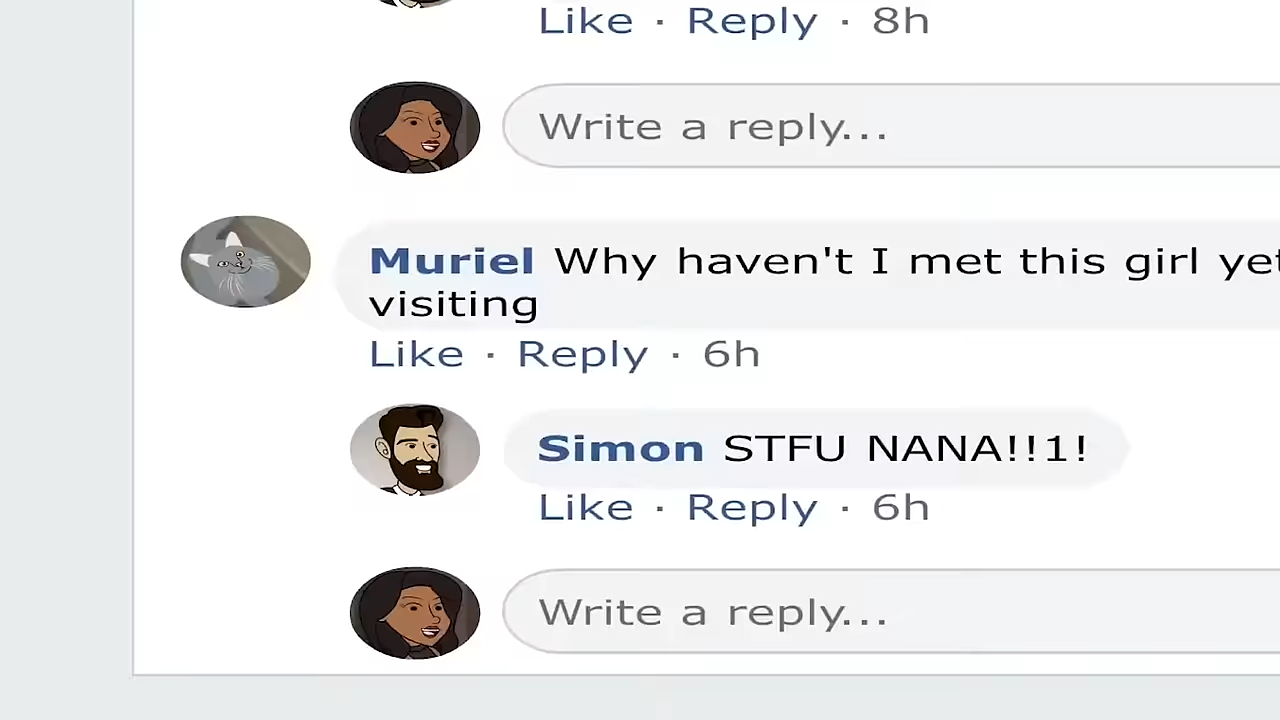 Like · Reply · 8h
Write a reply...
Muriel Why haven't I met this girl yet
visiting
Like · Reply · 6h
Simon STFU NANA!!1!
Like · Reply · 6h
Write a reply...